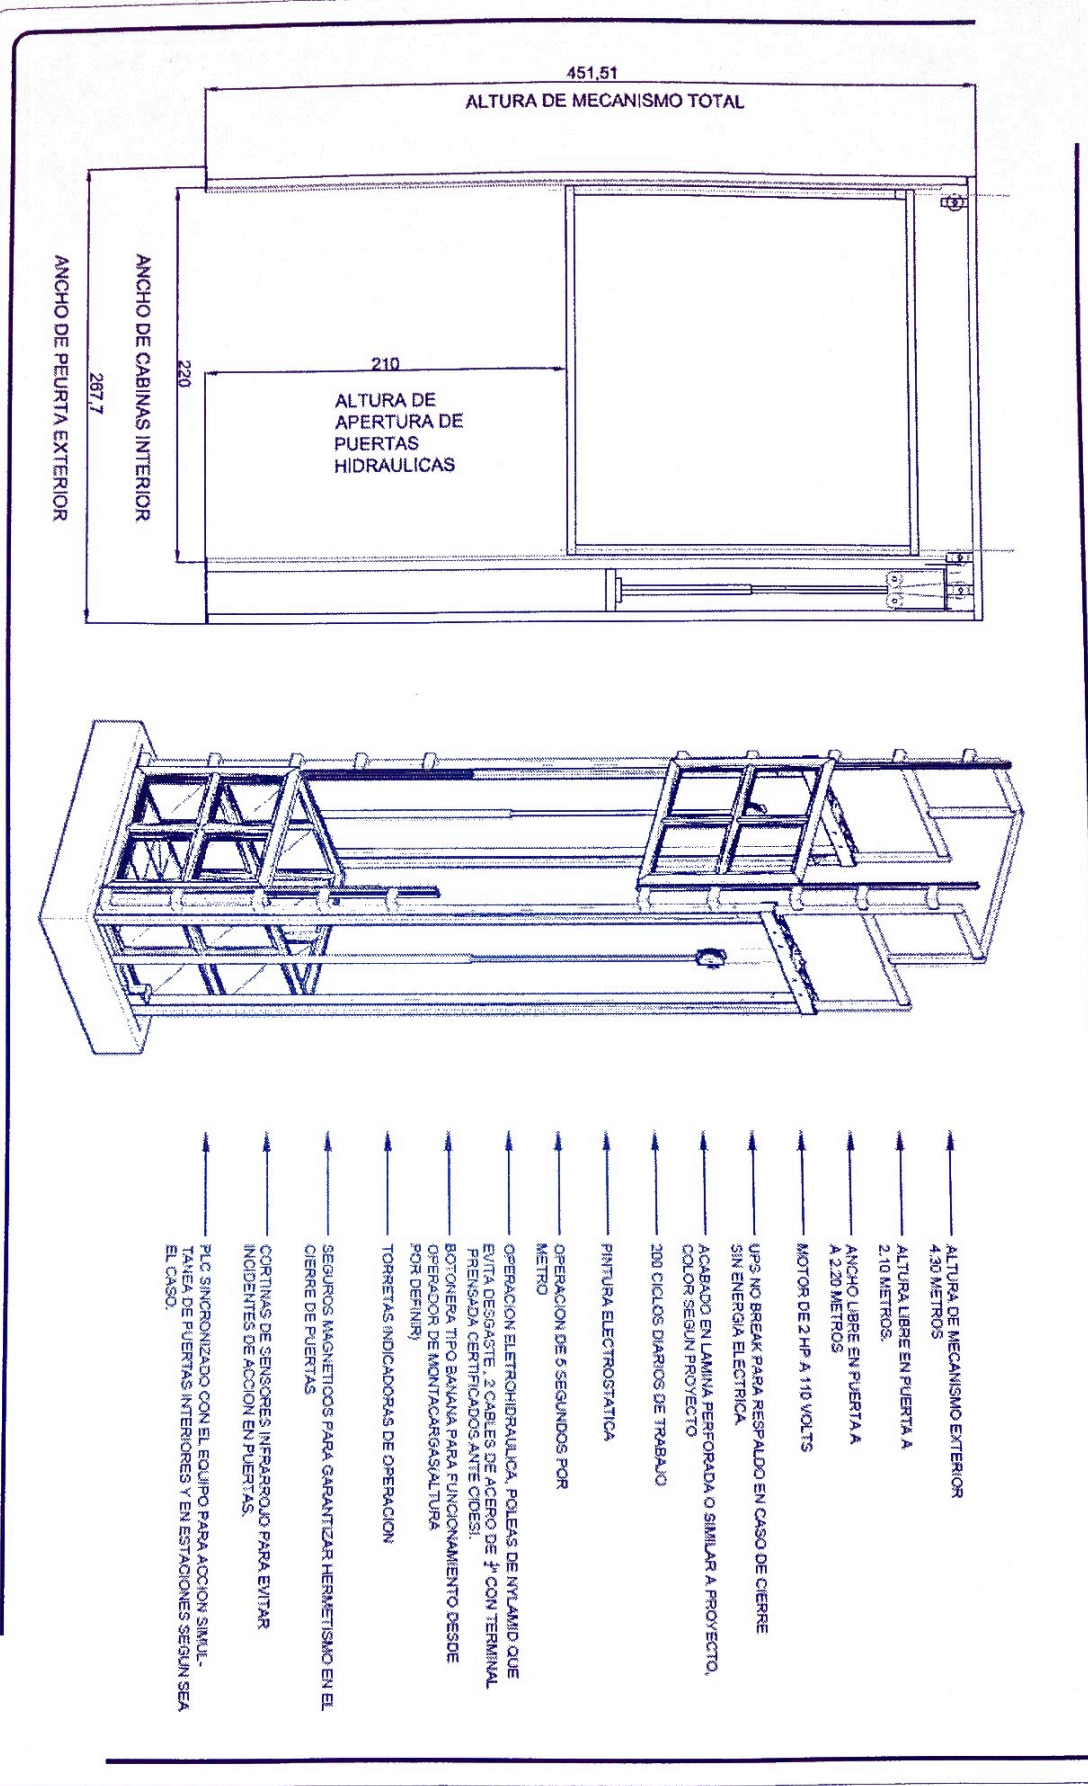 451,51
ALTURA DE MECANISMO TOTAL
210
ALTURA DE
APERTURA DE
PUERTAS
HIDRAULICAS
220
ANCHO DE CABINAS INTERIOR
267,7
ANCHO DE PEURTA EXTERIOR
ALTURA DE MECANISMO EXTERIOR
4.30 METROS
ALTURA LIBRE EN PUERTA A
2.10 METROS.
ANCHO LIBRE EN PUERTA A
A 2.20 METROS
MOTOR DE 2 HP A 110 VOLTS
UPS NO BREAK PARA RESPALDO EN CASO DE CIERRE
SIN ENERGIA ELECTRICA.
ACABADO EN LAMINA PERFORADA O SIMILAR A PROYECTO,
COLOR SEGUN PROYECTO
200 CICLOS DIARIOS DE TRABAJO
PINTURA ELECTROSTATICA
OPERACION DE 5 SEGUNDOS POR
METRO
OPERACION ELETROHIDRAULICA, POLEAS DE NYLAMID QUE
EVITA DESGASTE, 2 CABLES DE ACERO DE ¼" CON TERMINAL
PRENSADA CERTIFICADOS ANTE CIDESI.
BOTONERA TIPO BANANA PARA FUNCIONAMIENTO DESDE
OPERADOR DE MONTACARGAS(ALTURA
POR DEFINIR)
TORRETAS INDICADORAS DE OPERACION
SEGUROS MAGNETICOS PARA GARANTIZAR HERMETISMO EN EL
CIERRE DE PUERTAS
CORTINAS DE SENSORES INFRARROJO PARA EVITAR
INCIDENTES DE ACCION EN PUERTAS.
PLC SINCRONIZADO CON EL EQUIPO PARA ACCION SIMUL-
TANEA DE PUERTAS INTERIORES Y EN ESTACIONES SEGUN SEA
EL CASO.